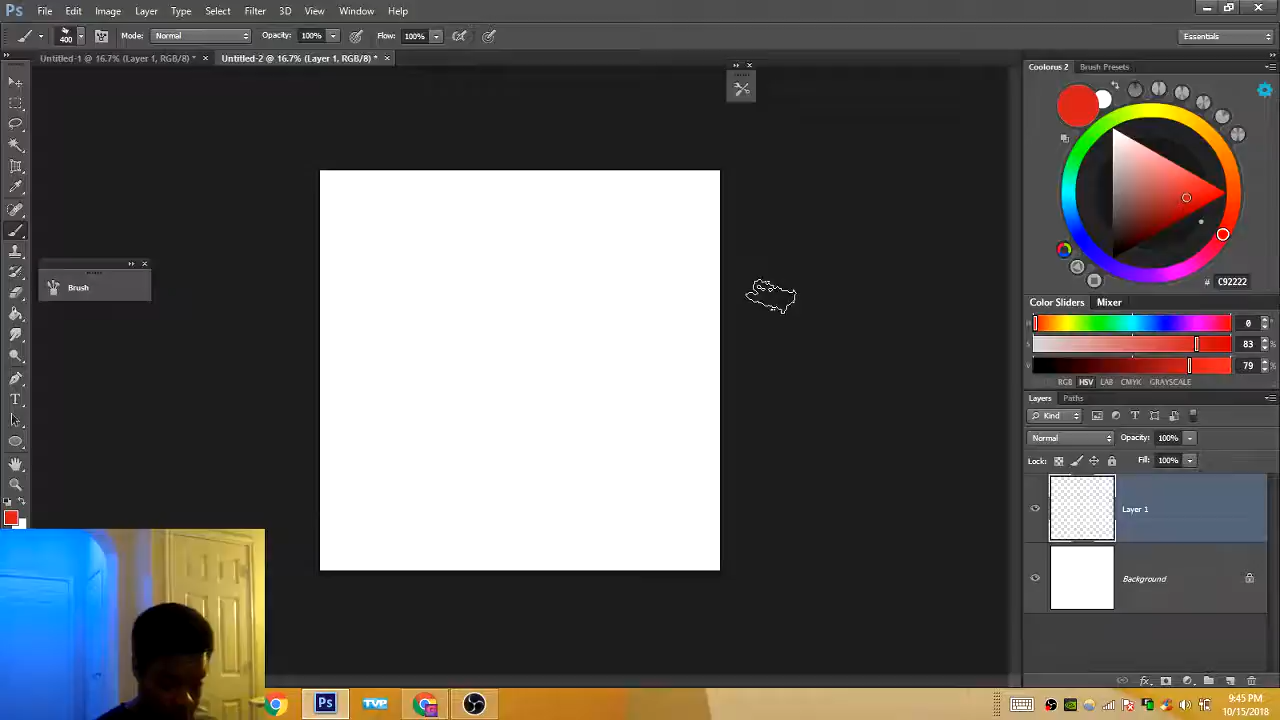 Ps File Edit Image Layer Type Select Filter 3D View Window Help
400 Mode: Normal Opacity: 100% Flow: 100% Essentials
Untitled-1 @ 16.7% (Layer 1, RGB/8) * × Untitled-2 @ 16.7% (Layer 1, RGB/8) * ×
Coolorus 2 Brush Presets
Brush
# C92222
Color Sliders Mixer
H 0 °
S 83 %
V 79 %
RGB HSV LAB CMYK GRAYSCALE
Layers Paths
Kind
Normal Opacity: 100%
Lock: Fill: 100%
Layer 1
Background
Ps TVP
9:45 PM
10/15/2018